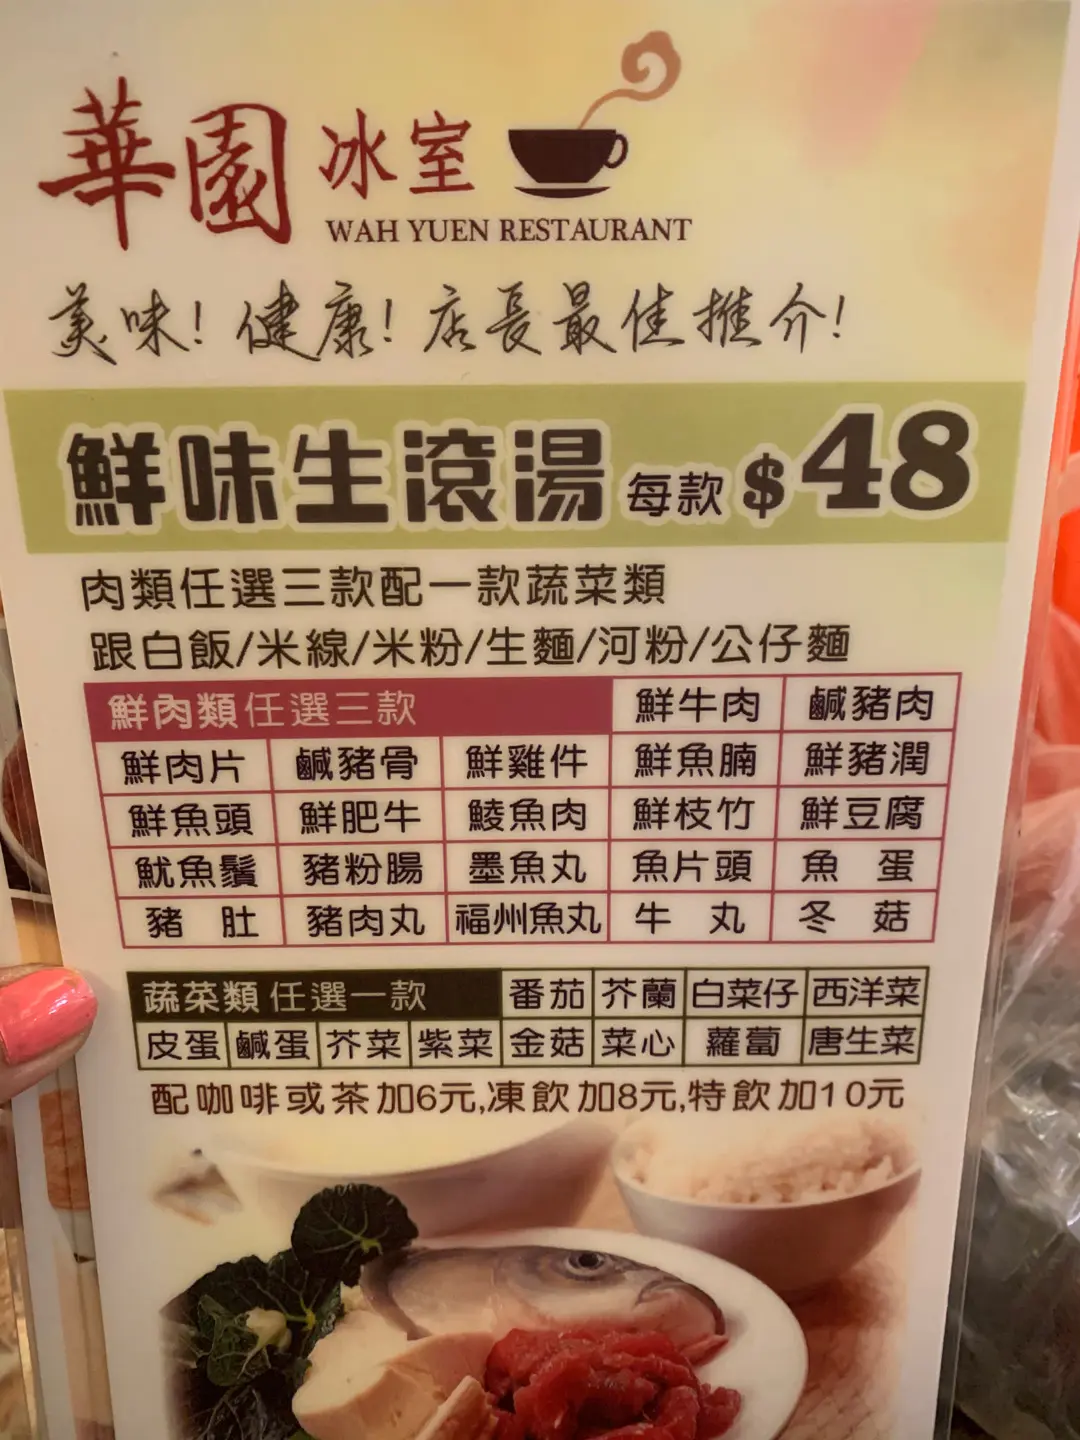 華園 冰室
WAH YUEN RESTAURANT
美味！健康！店長最佳推介！
鮮味生滾湯 每款 $48
肉類任選三款配一款蔬菜類
跟白飯/米線/米粉/生麵/河粉/公仔麵
鮮肉類任選三款 鮮牛肉 鹹豬肉
鮮肉片 鹹豬骨 鮮雞件 鮮魚腩 鮮豬潤
鮮魚頭 鮮肥牛 鯪魚肉 鮮枝竹 鮮豆腐
魷魚鬚 豬粉腸 墨魚丸 魚片頭 魚蛋
豬肚 豬肉丸 福州魚丸 牛丸 冬菇
蔬菜類 任選一款 番茄 芥蘭 白菜仔 西洋菜
皮蛋 鹹蛋 芥菜 紫菜 金菇 菜心 蘿蔔 唐生菜
配咖啡或茶加6元,凍飲加8元,特飲加10元